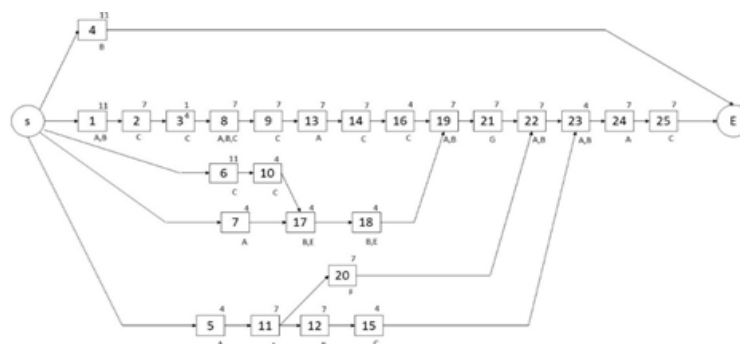 11
4
B
11 7 1 7 7 7 7 4 7 7 7 4 7 7
s 1 2 3 4 8 9 13 14 16 19 21 22 23 24 25 E
A,B C C A,B,C C A C C A,B G A,B A,B A C
11 4
6 10
C C
4 4 4
7 17 18
A B,E B,E
7
20
F
4 7 7 4
5 11 12 15